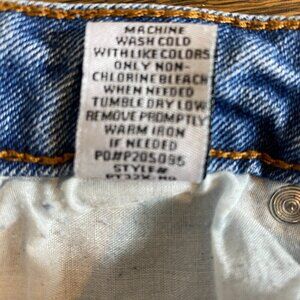 MACHINE
WASH COLD
WITH LIKE COLORS
ONLY NON-
CHLORINE BLEACH
WHEN NEEDED
TUMBLE DRY LOW
REMOVE PROMPTLY
WARM IRON
IF NEEDED
PO#P20S095
STYLE#